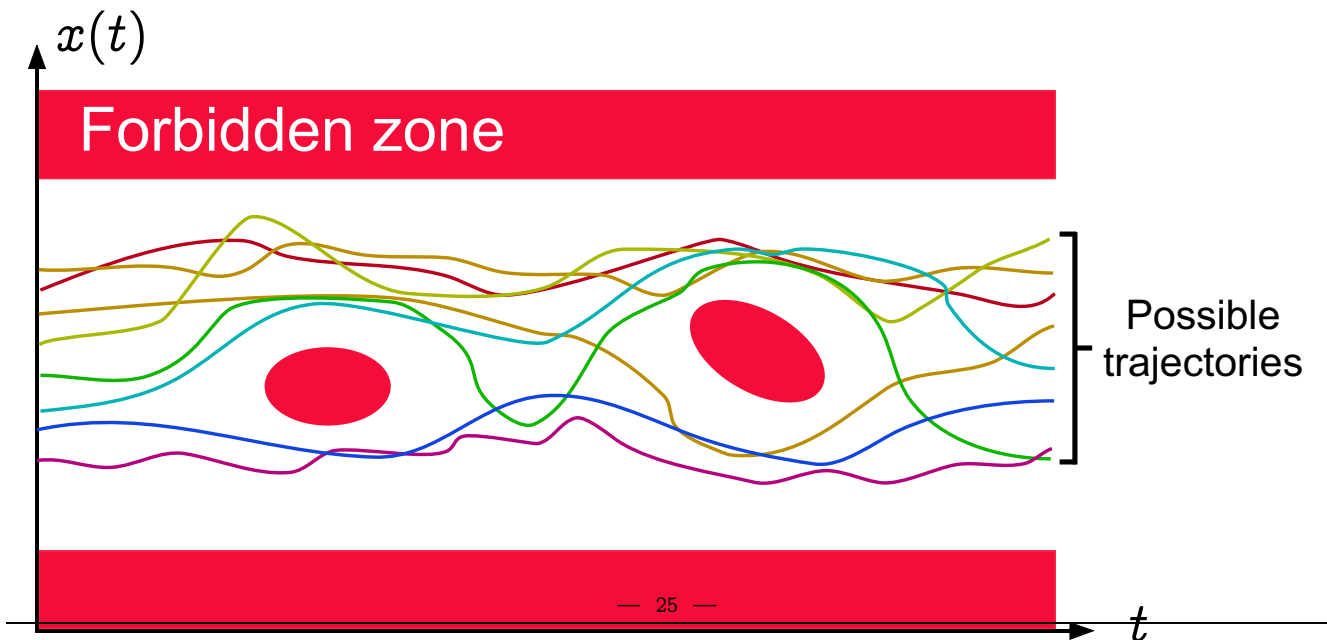 x(t)
Forbidden zone
Possible
trajectories
— 25 —
t